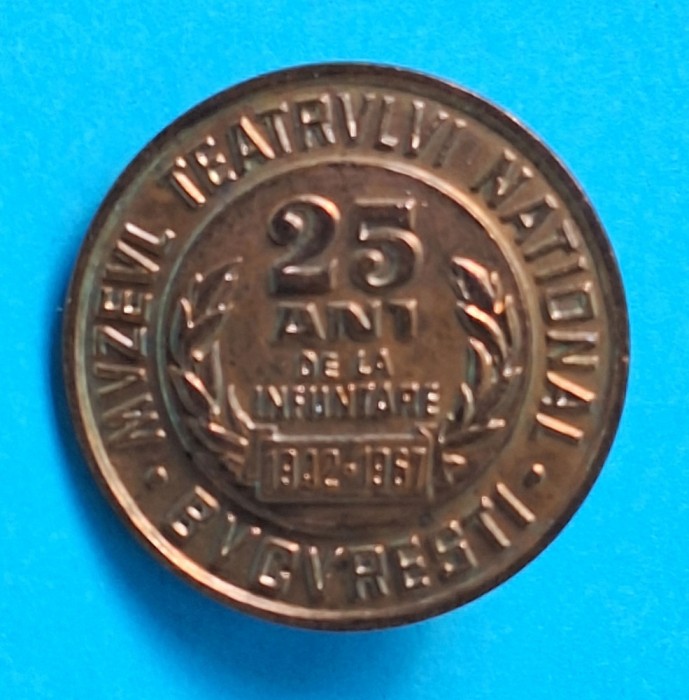 MVZEVL TEATRVLVI NATIONAL
25
ANI
DE LA
INFIINTARE
1942-1967
• BVCVRESTI •